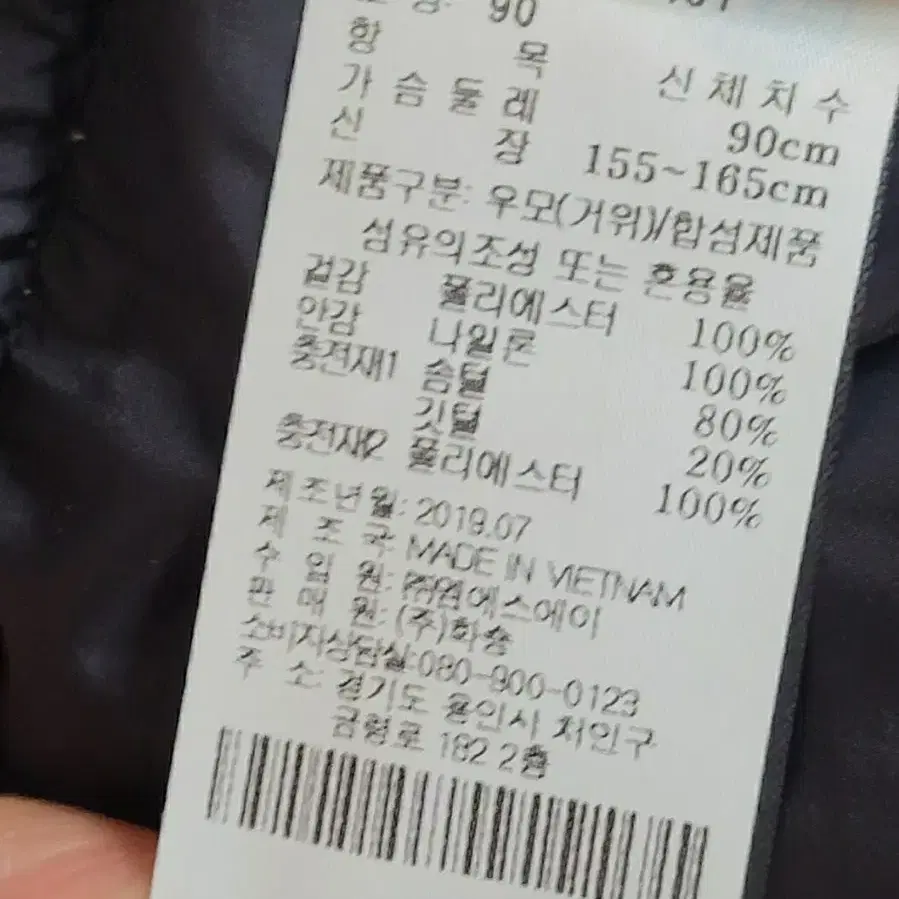 90
항 목 신체치수
가슴둘레 90cm
신 장 155~165cm
제품구분: 우모(거위)/합섬제품
섬유의조성 또는 혼용율
겉감 폴리에스터 100%
안감 나일론 100%
충전재1 솜털 80%
깃털 20%
충전재2 폴리에스터 100%
제조년월: 2019.07
제 조 국: MADE IN VIETNAM
수 입 원:
판 매 원: (주)화승
소비자상담실:080-900-0123
주 소: 경기도 용인시 처인구
금령로 182 2층